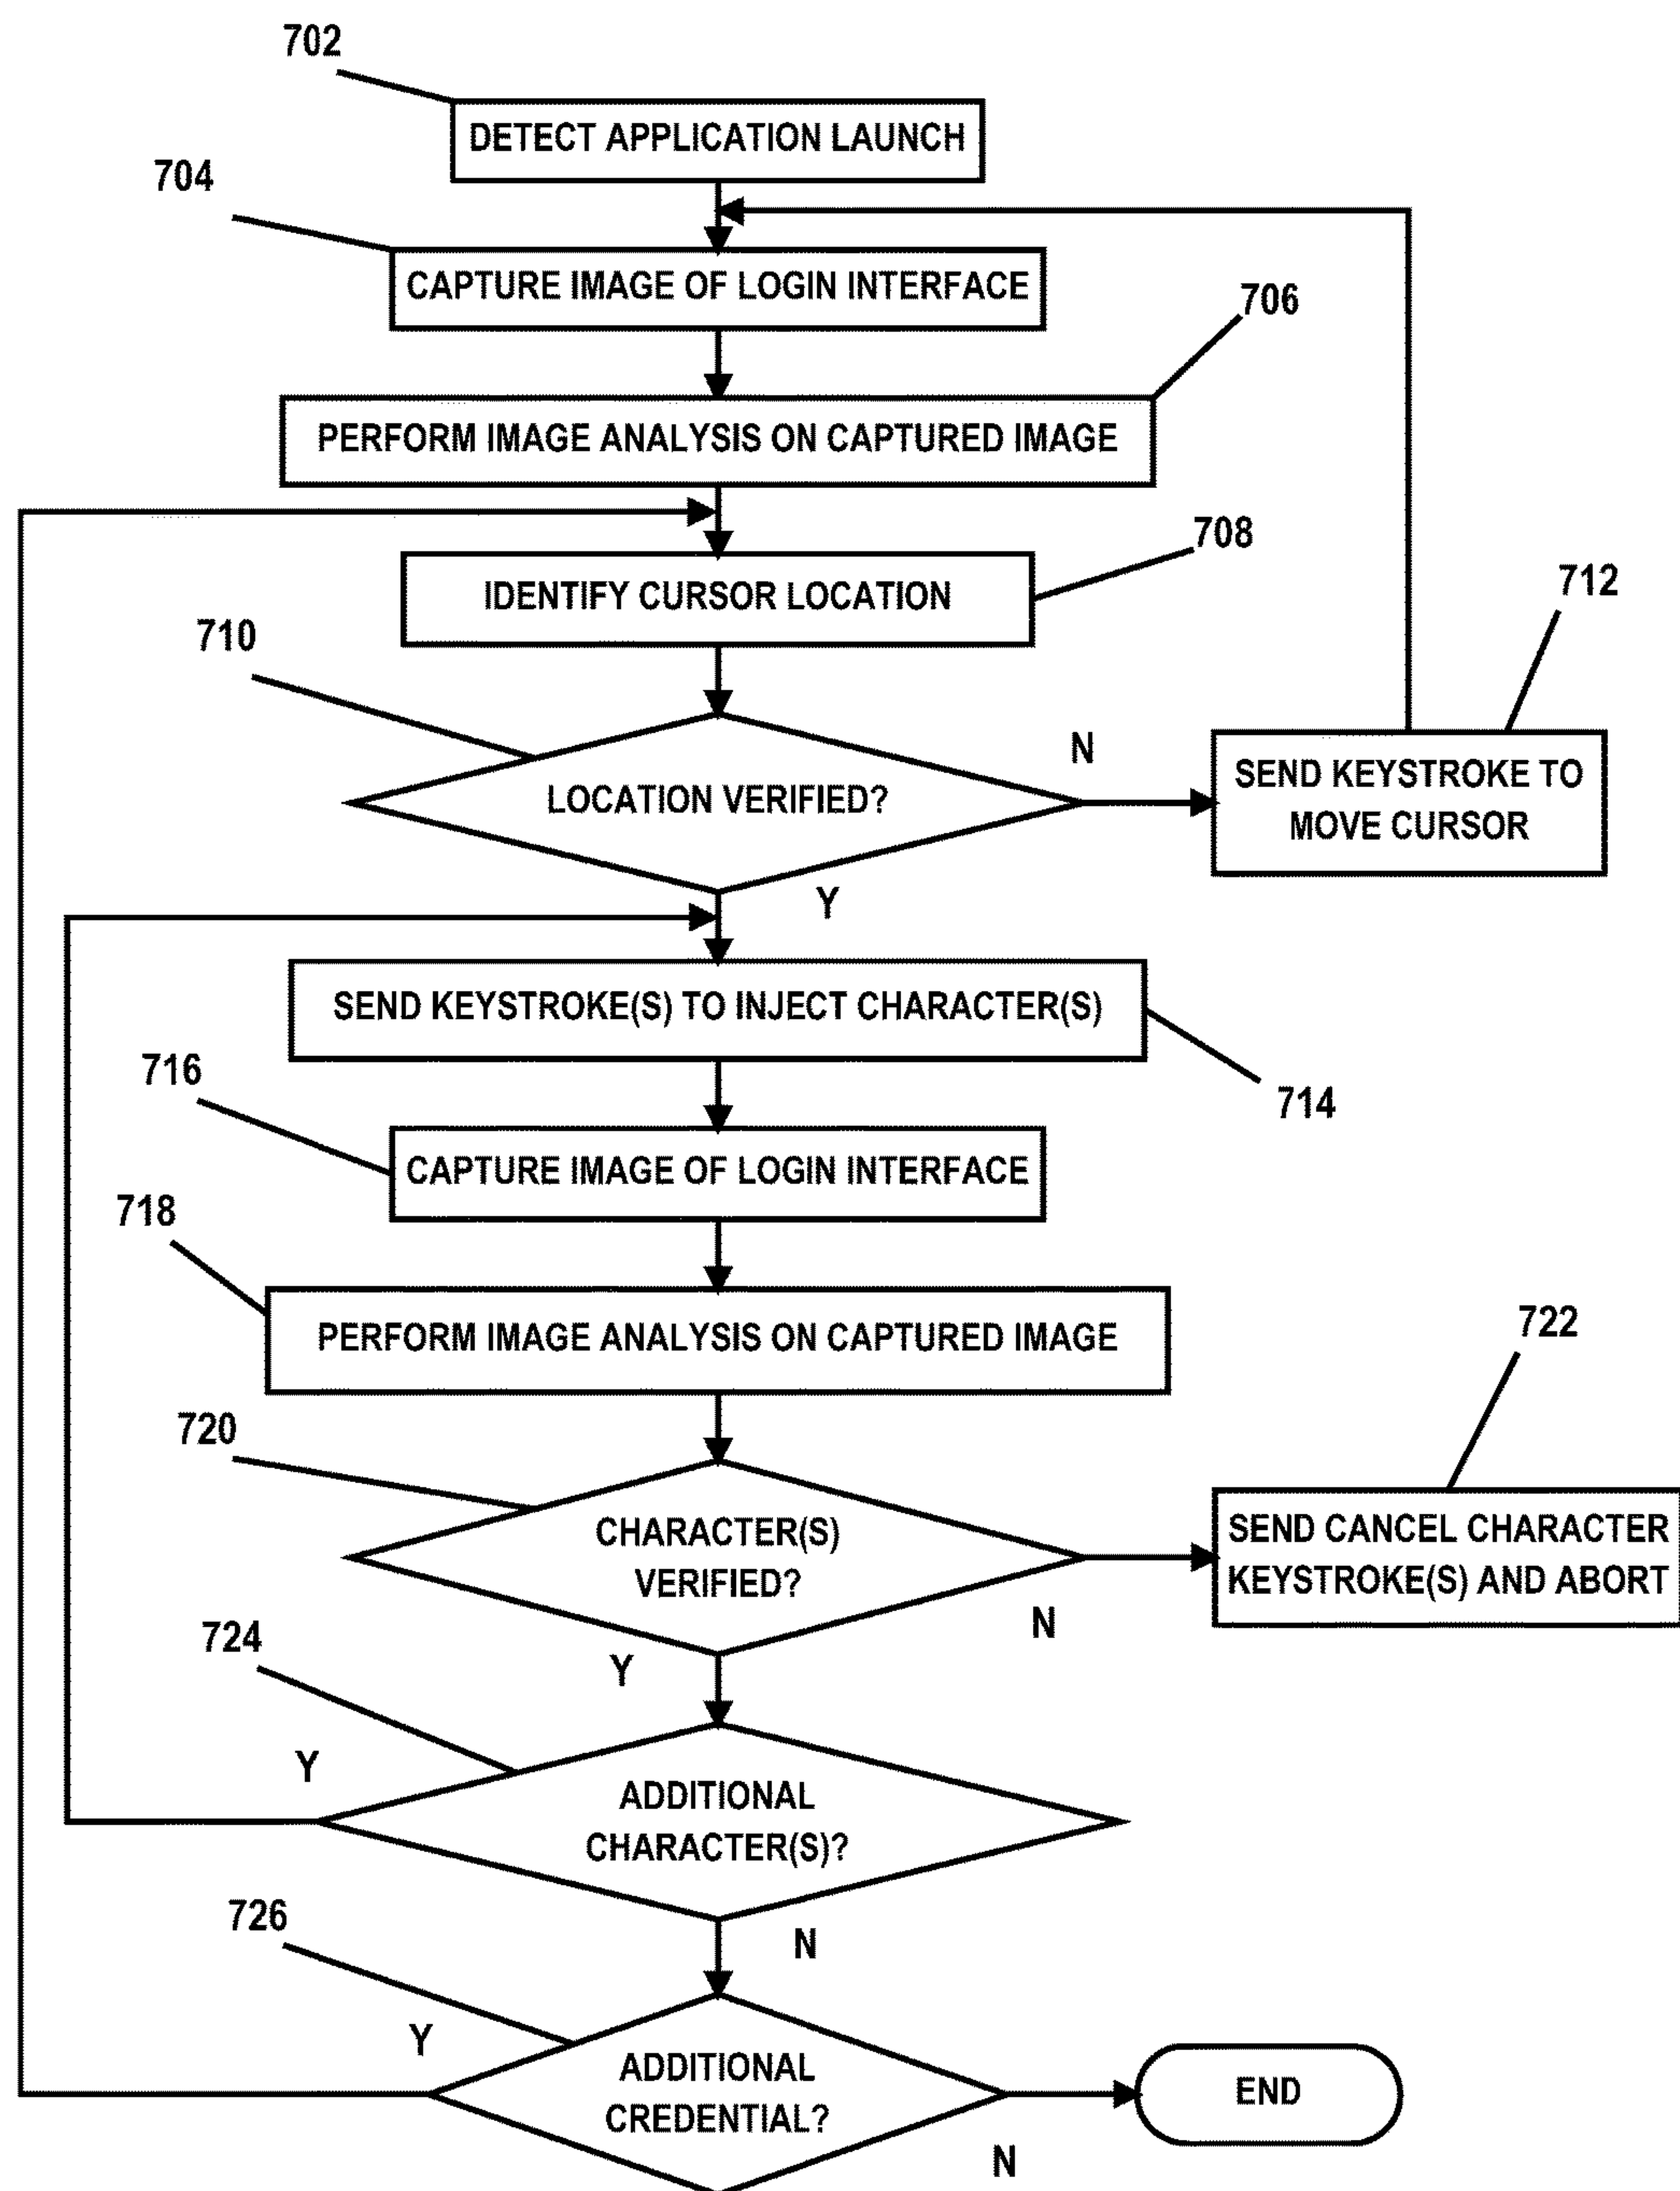 702
DETECT APPLICATION LAUNCH
704
CAPTURE IMAGE OF LOGIN INTERFACE
706
PERFORM IMAGE ANALYSIS ON CAPTURED IMAGE
708
IDENTIFY CURSOR LOCATION
712
710
N
SEND KEYSTROKE TO
MOVE CURSOR
LOCATION VERIFIED?
Y
SEND KEYSTROKE(S) TO INJECT CHARACTER(S)
714
716
CAPTURE IMAGE OF LOGIN INTERFACE
718
PERFORM IMAGE ANALYSIS ON CAPTURED IMAGE
722
720
CHARACTER(S)
VERIFIED?
SEND CANCEL CHARACTER
KEYSTROKE(S) AND ABORT
N
724
Y
Y
ADDITIONAL
CHARACTER(S)?
726
N
Y
ADDITIONAL
CREDENTIAL?
END
N